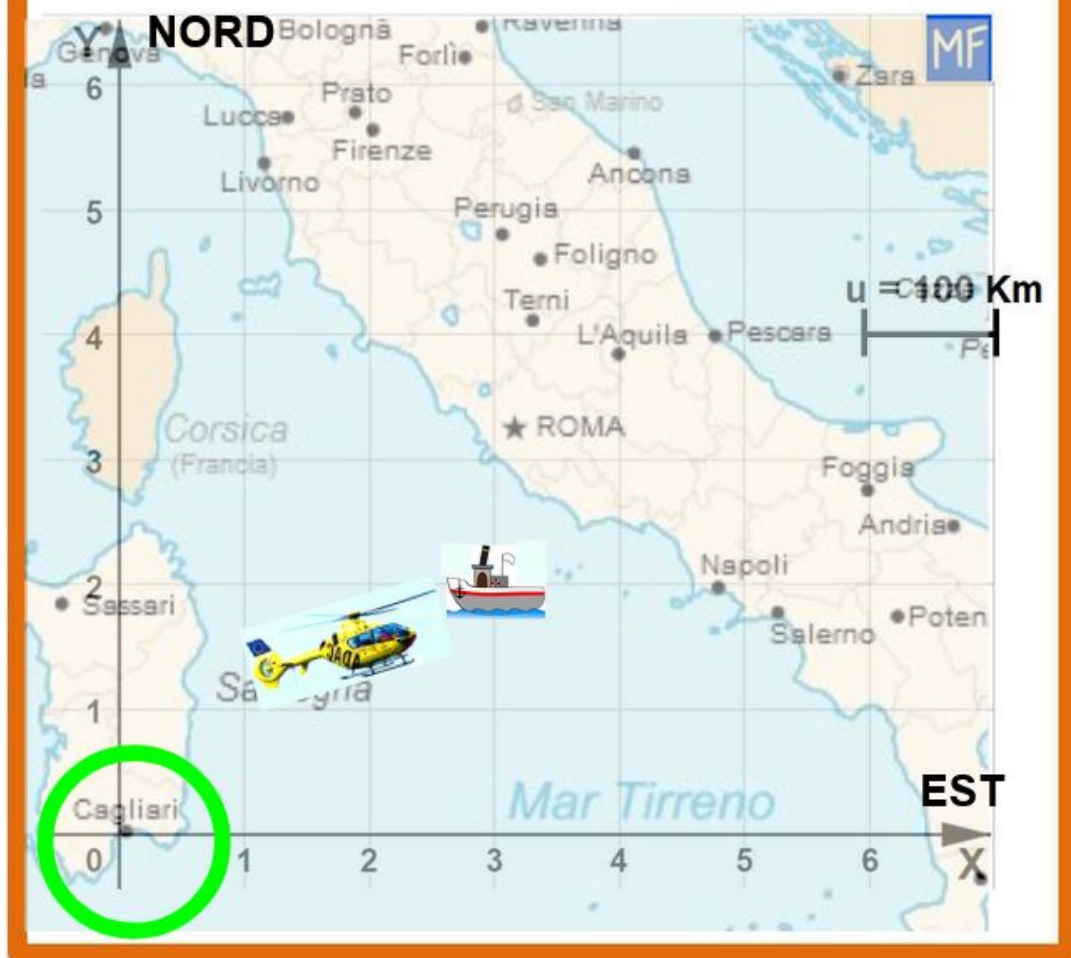 Y NORD
Bologna
Ravenna
Genova
Forlì
MF
6
Zara
Prato
San Marino
Lucca
Firenze
Ancona
Livorno
5
Perugia
Foligno
u = 100 Km
Terni
4
L'Aquila
Pescara
Corsica
ROMA
(Francia)
3
Foggia
Andria
2
Napoli
Sassari
Poten
Salerno
ADAC
1
EST
Cagliari
Mar Tirreno
0 1 2 3 4 5 6 X